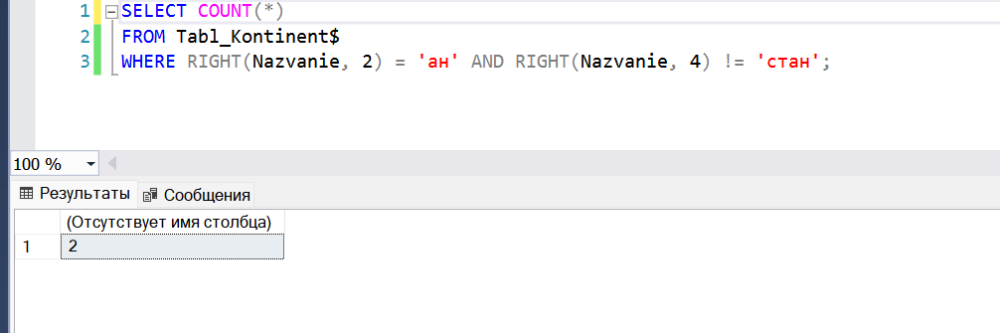 1 SELECT COUNT(*)
2 FROM Tabl_Kontinent$
3 WHERE RIGHT(Nazvanie, 2) = 'ан' AND RIGHT(Nazvanie, 4) != 'стан';
100 %
Результаты Сообщения
(Отсутствует имя столбца)
1 2